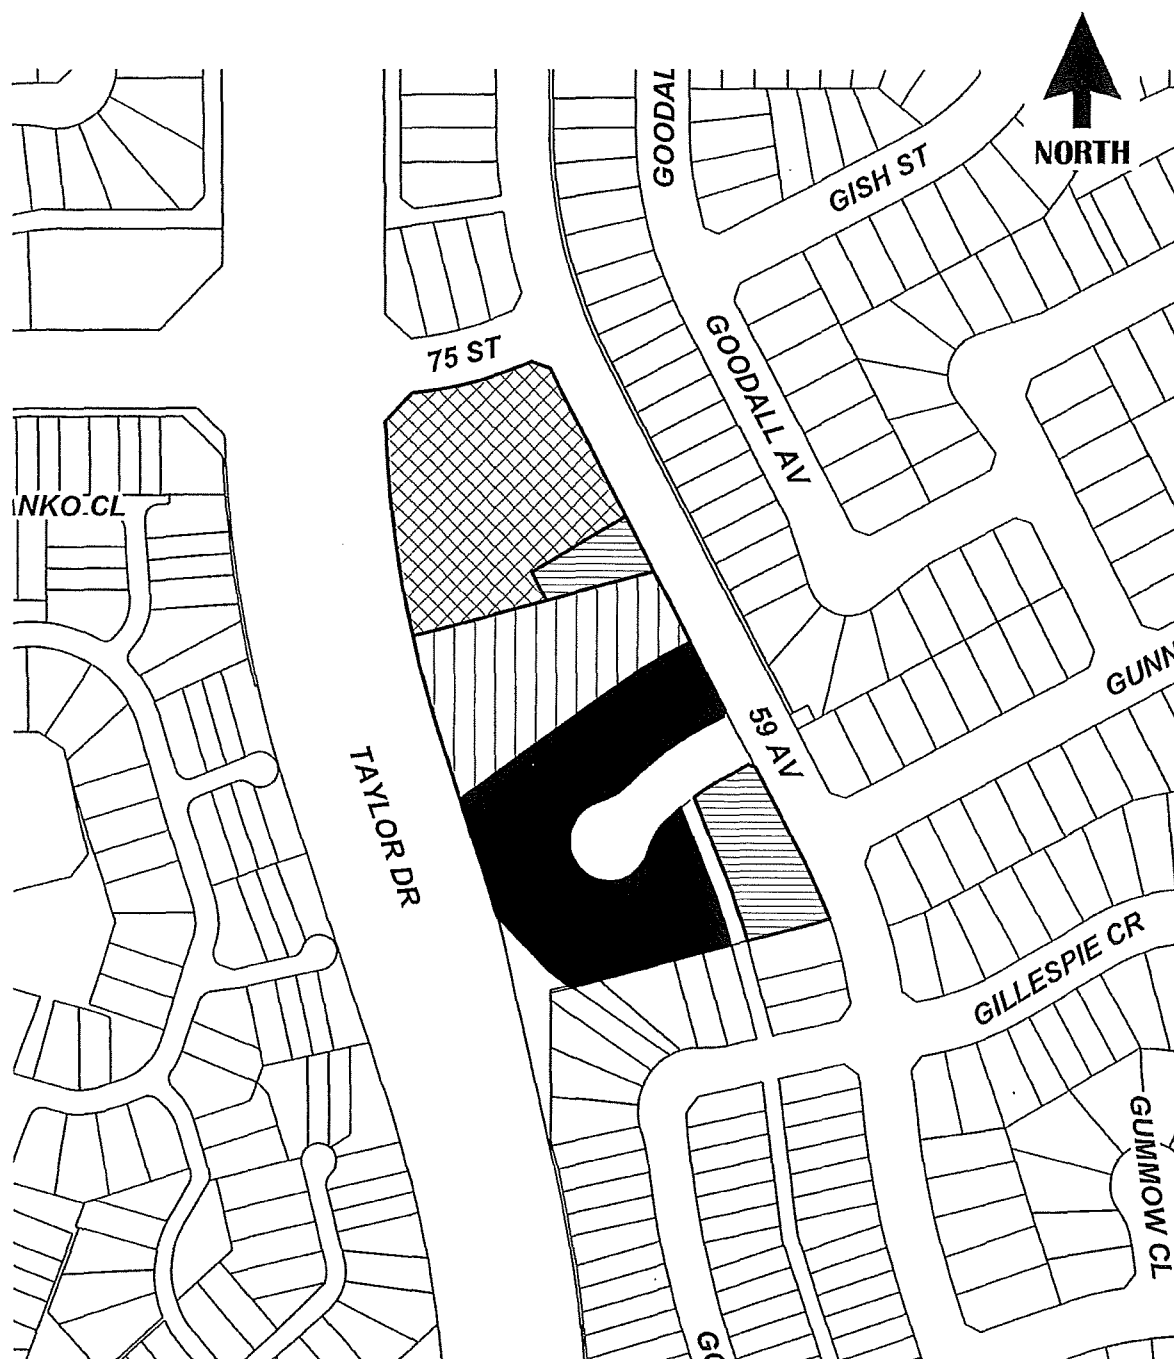 GOODAL
NORTH
GISH ST
75 ST
GOODALL AV
NKO CL
GUNN
59 AV
TAYLOR DR
GILLESPIE CR
GUMMOW CL
GO